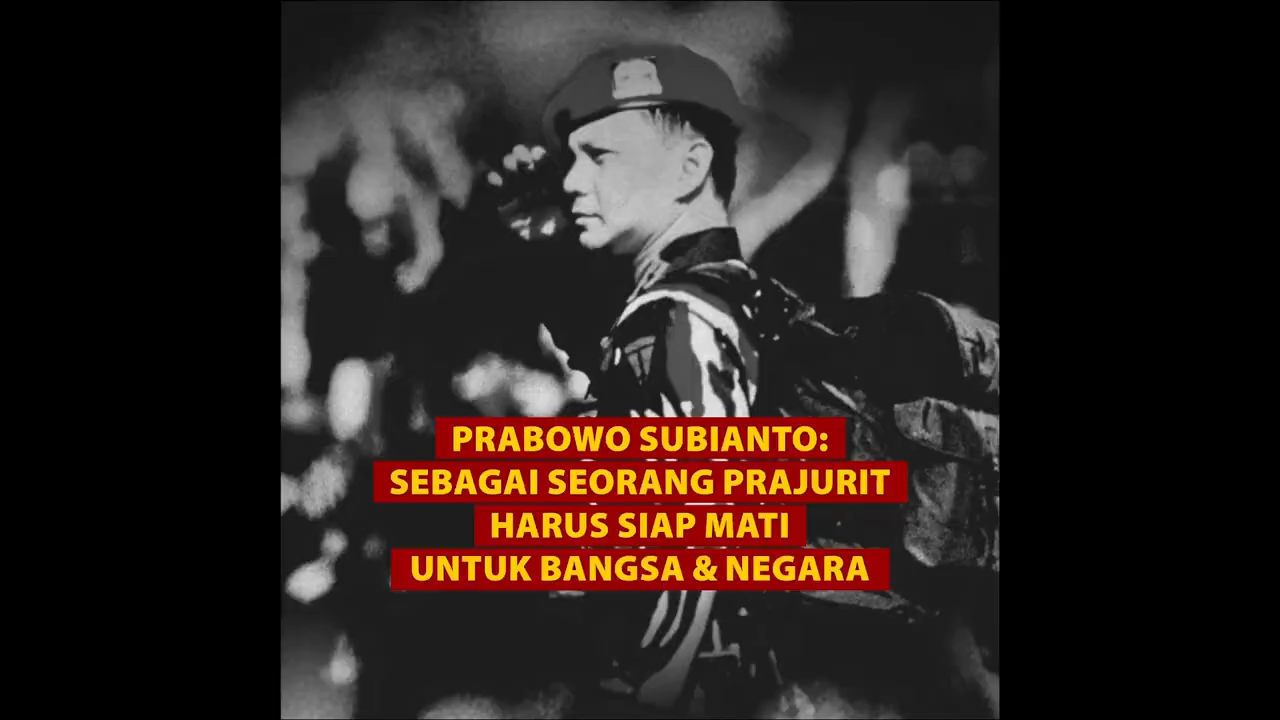 PRABOWO SUBIANTO:
SEBAGAI SEORANG PRAJURIT
HARUS SIAP MATI
UNTUK BANGSA & NEGARA